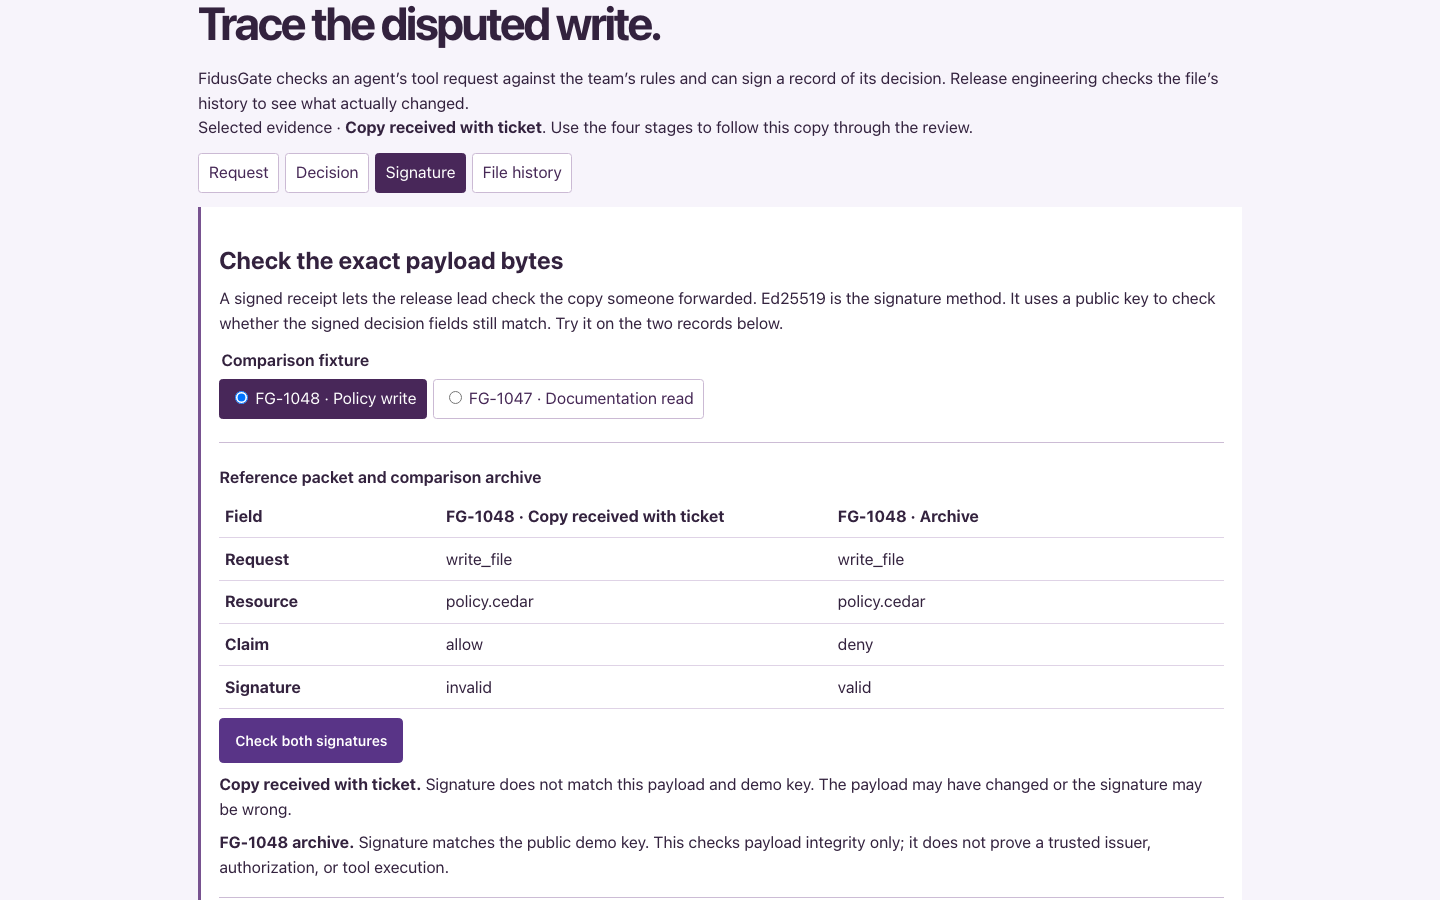 Trace the disputed write.
FidusGate checks an agent’s tool request against the team’s rules and can sign a record of its decision. Release engineering checks the file’s
history to see what actually changed.
Selected evidence · Copy received with ticket. Use the four stages to follow this copy through the review.
Request Decision Signature File history
Check the exact payload bytes
A signed receipt lets the release lead check the copy someone forwarded. Ed25519 is the signature method. It uses a public key to check
whether the signed decision fields still match. Try it on the two records below.
Comparison fixture
FG-1048 · Policy write FG-1047 · Documentation read
Reference packet and comparison archive
Field FG-1048 · Copy received with ticket FG-1048 · Archive
Request write_file write_file
Resource policy.cedar policy.cedar
Claim allow deny
Signature invalid valid
Check both signatures
Copy received with ticket. Signature does not match this payload and demo key. The payload may have changed or the signature may
be wrong.
FG-1048 archive. Signature matches the public demo key. This checks payload integrity only; it does not prove a trusted issuer,
authorization, or tool execution.